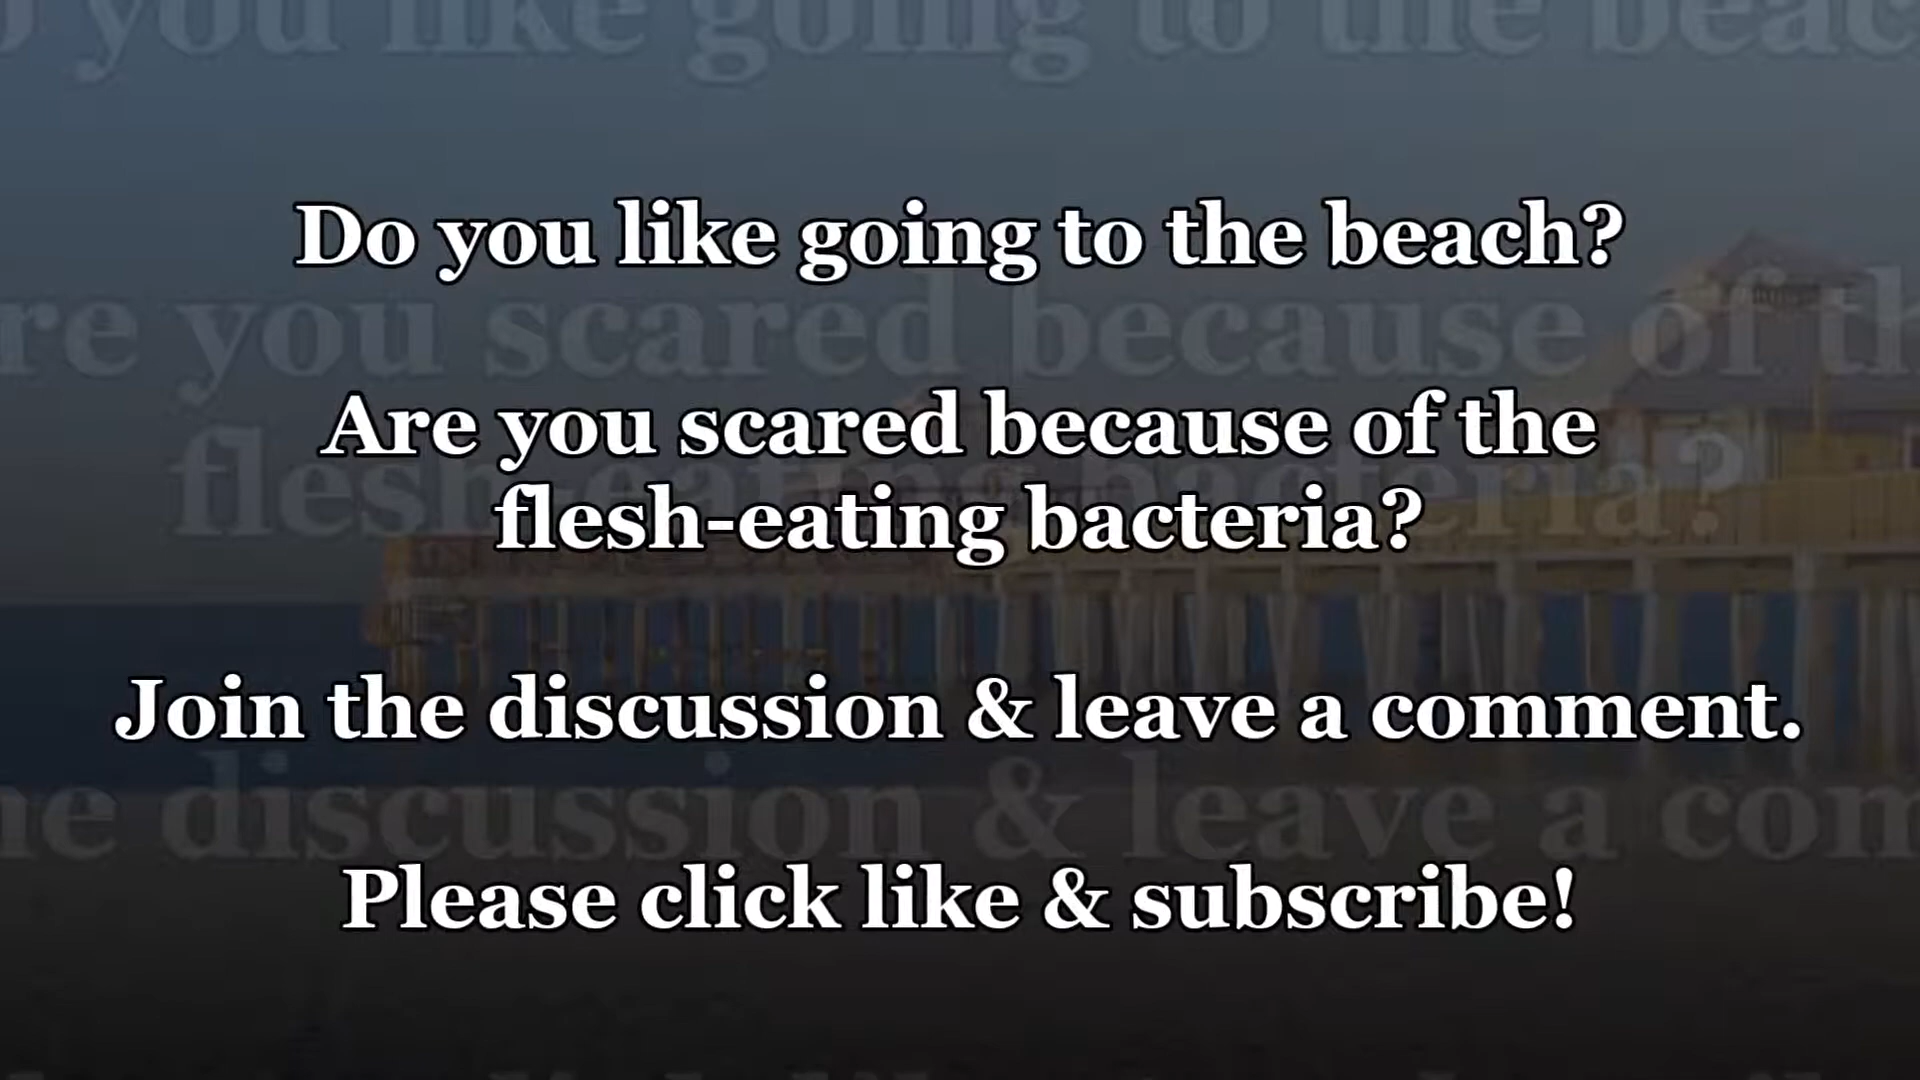 Do you like going to the beach?
Are you scared because of the
flesh-eating bacteria?
Join the discussion & leave a comment.
Please click like & subscribe!